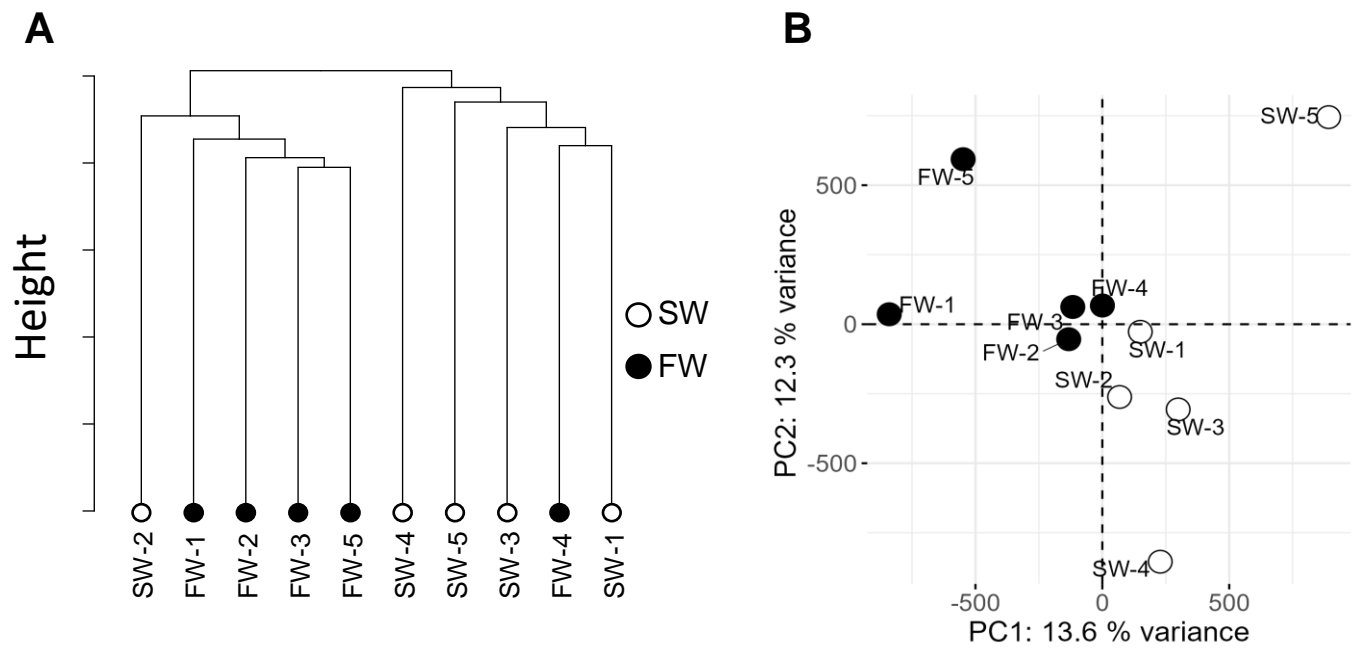 A
Height
SW-2
FW-1
FW-2
FW-3
FW-5
SW-4
SW-5
SW-3
FW-4
SW-1
SW
FW
B
SW-5
FW-5
FW-4
FW-1
FW-3
FW-2
SW-1
SW-2
SW-3
SW-4
500
0
-500
PC2: 12.3 % variance
-500
0
500
PC1: 13.6 % variance